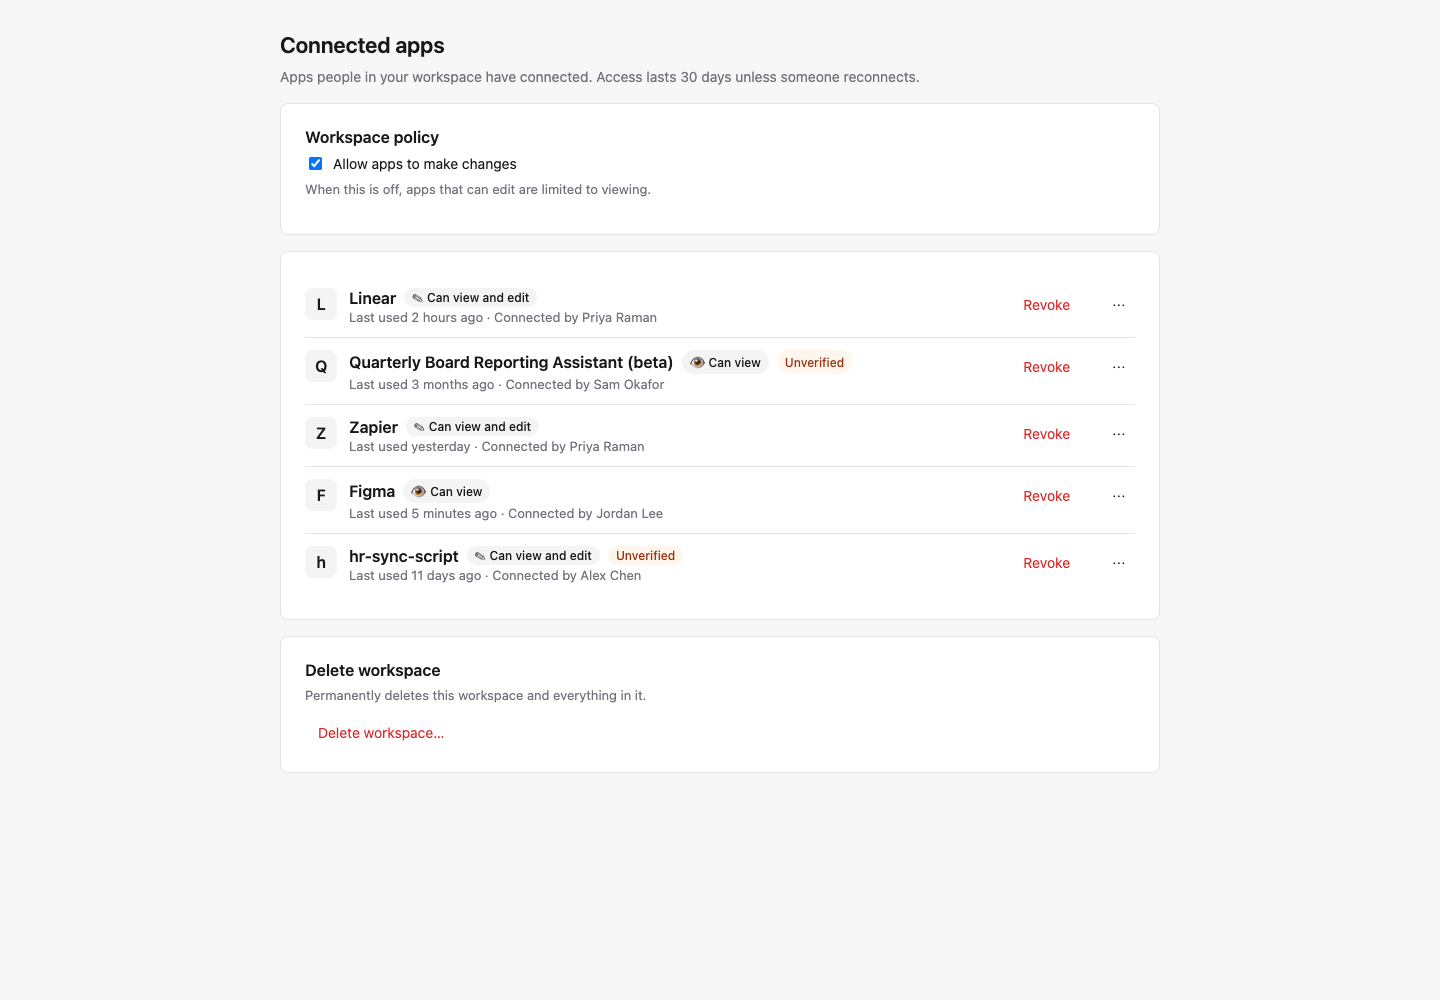 Connected apps
Apps people in your workspace have connected. Access lasts 30 days unless someone reconnects.
Workspace policy
Allow apps to make changes
When this is off, apps that can edit are limited to viewing.
L Linear ✎ Can view and edit
Last used 2 hours ago · Connected by Priya Raman
Revoke ···
Q Quarterly Board Reporting Assistant (beta) 👁 Can view Unverified
Last used 3 months ago · Connected by Sam Okafor
Revoke ···
Z Zapier ✎ Can view and edit
Last used yesterday · Connected by Priya Raman
Revoke ···
F Figma 👁 Can view
Last used 5 minutes ago · Connected by Jordan Lee
Revoke ···
h hr-sync-script ✎ Can view and edit Unverified
Last used 11 days ago · Connected by Alex Chen
Revoke ···
Delete workspace
Permanently deletes this workspace and everything in it.
Delete workspace...